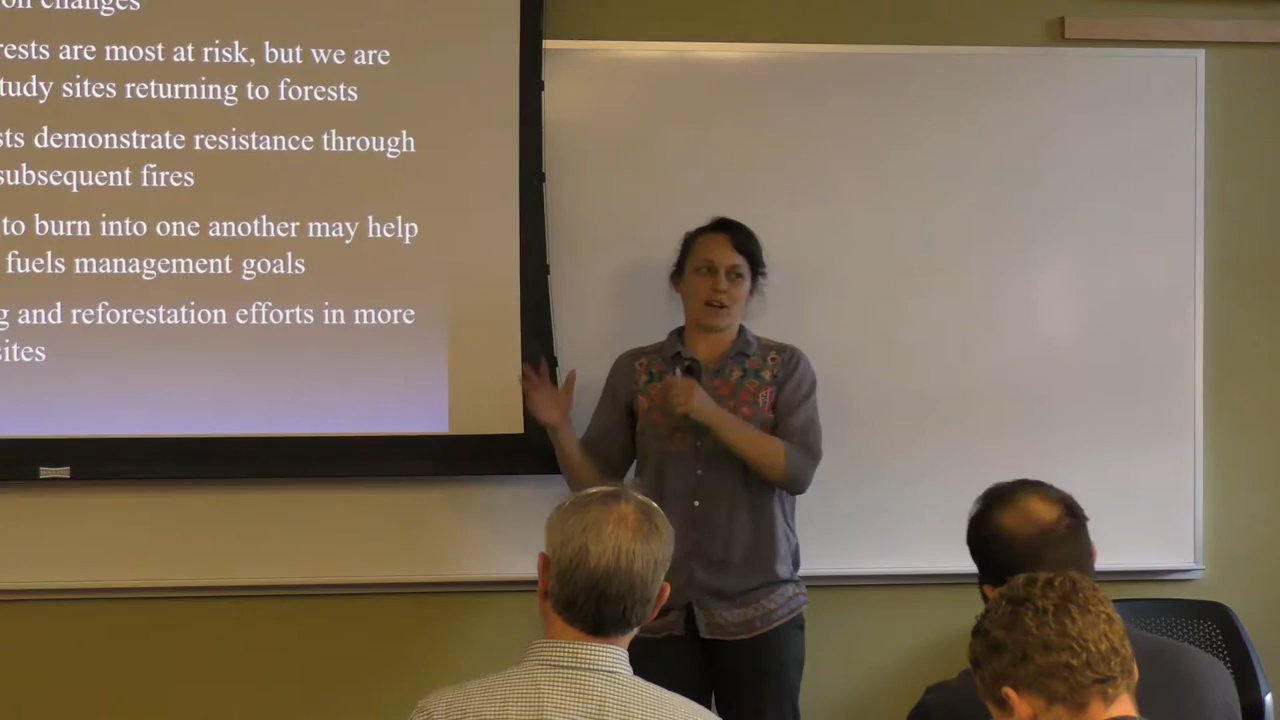 on changes
rests are most at risk, but we are
tudy sites returning to forests
sts demonstrate resistance through
subsequent fires
to burn into one another may help
fuels management goals
g and reforestation efforts in more
sites